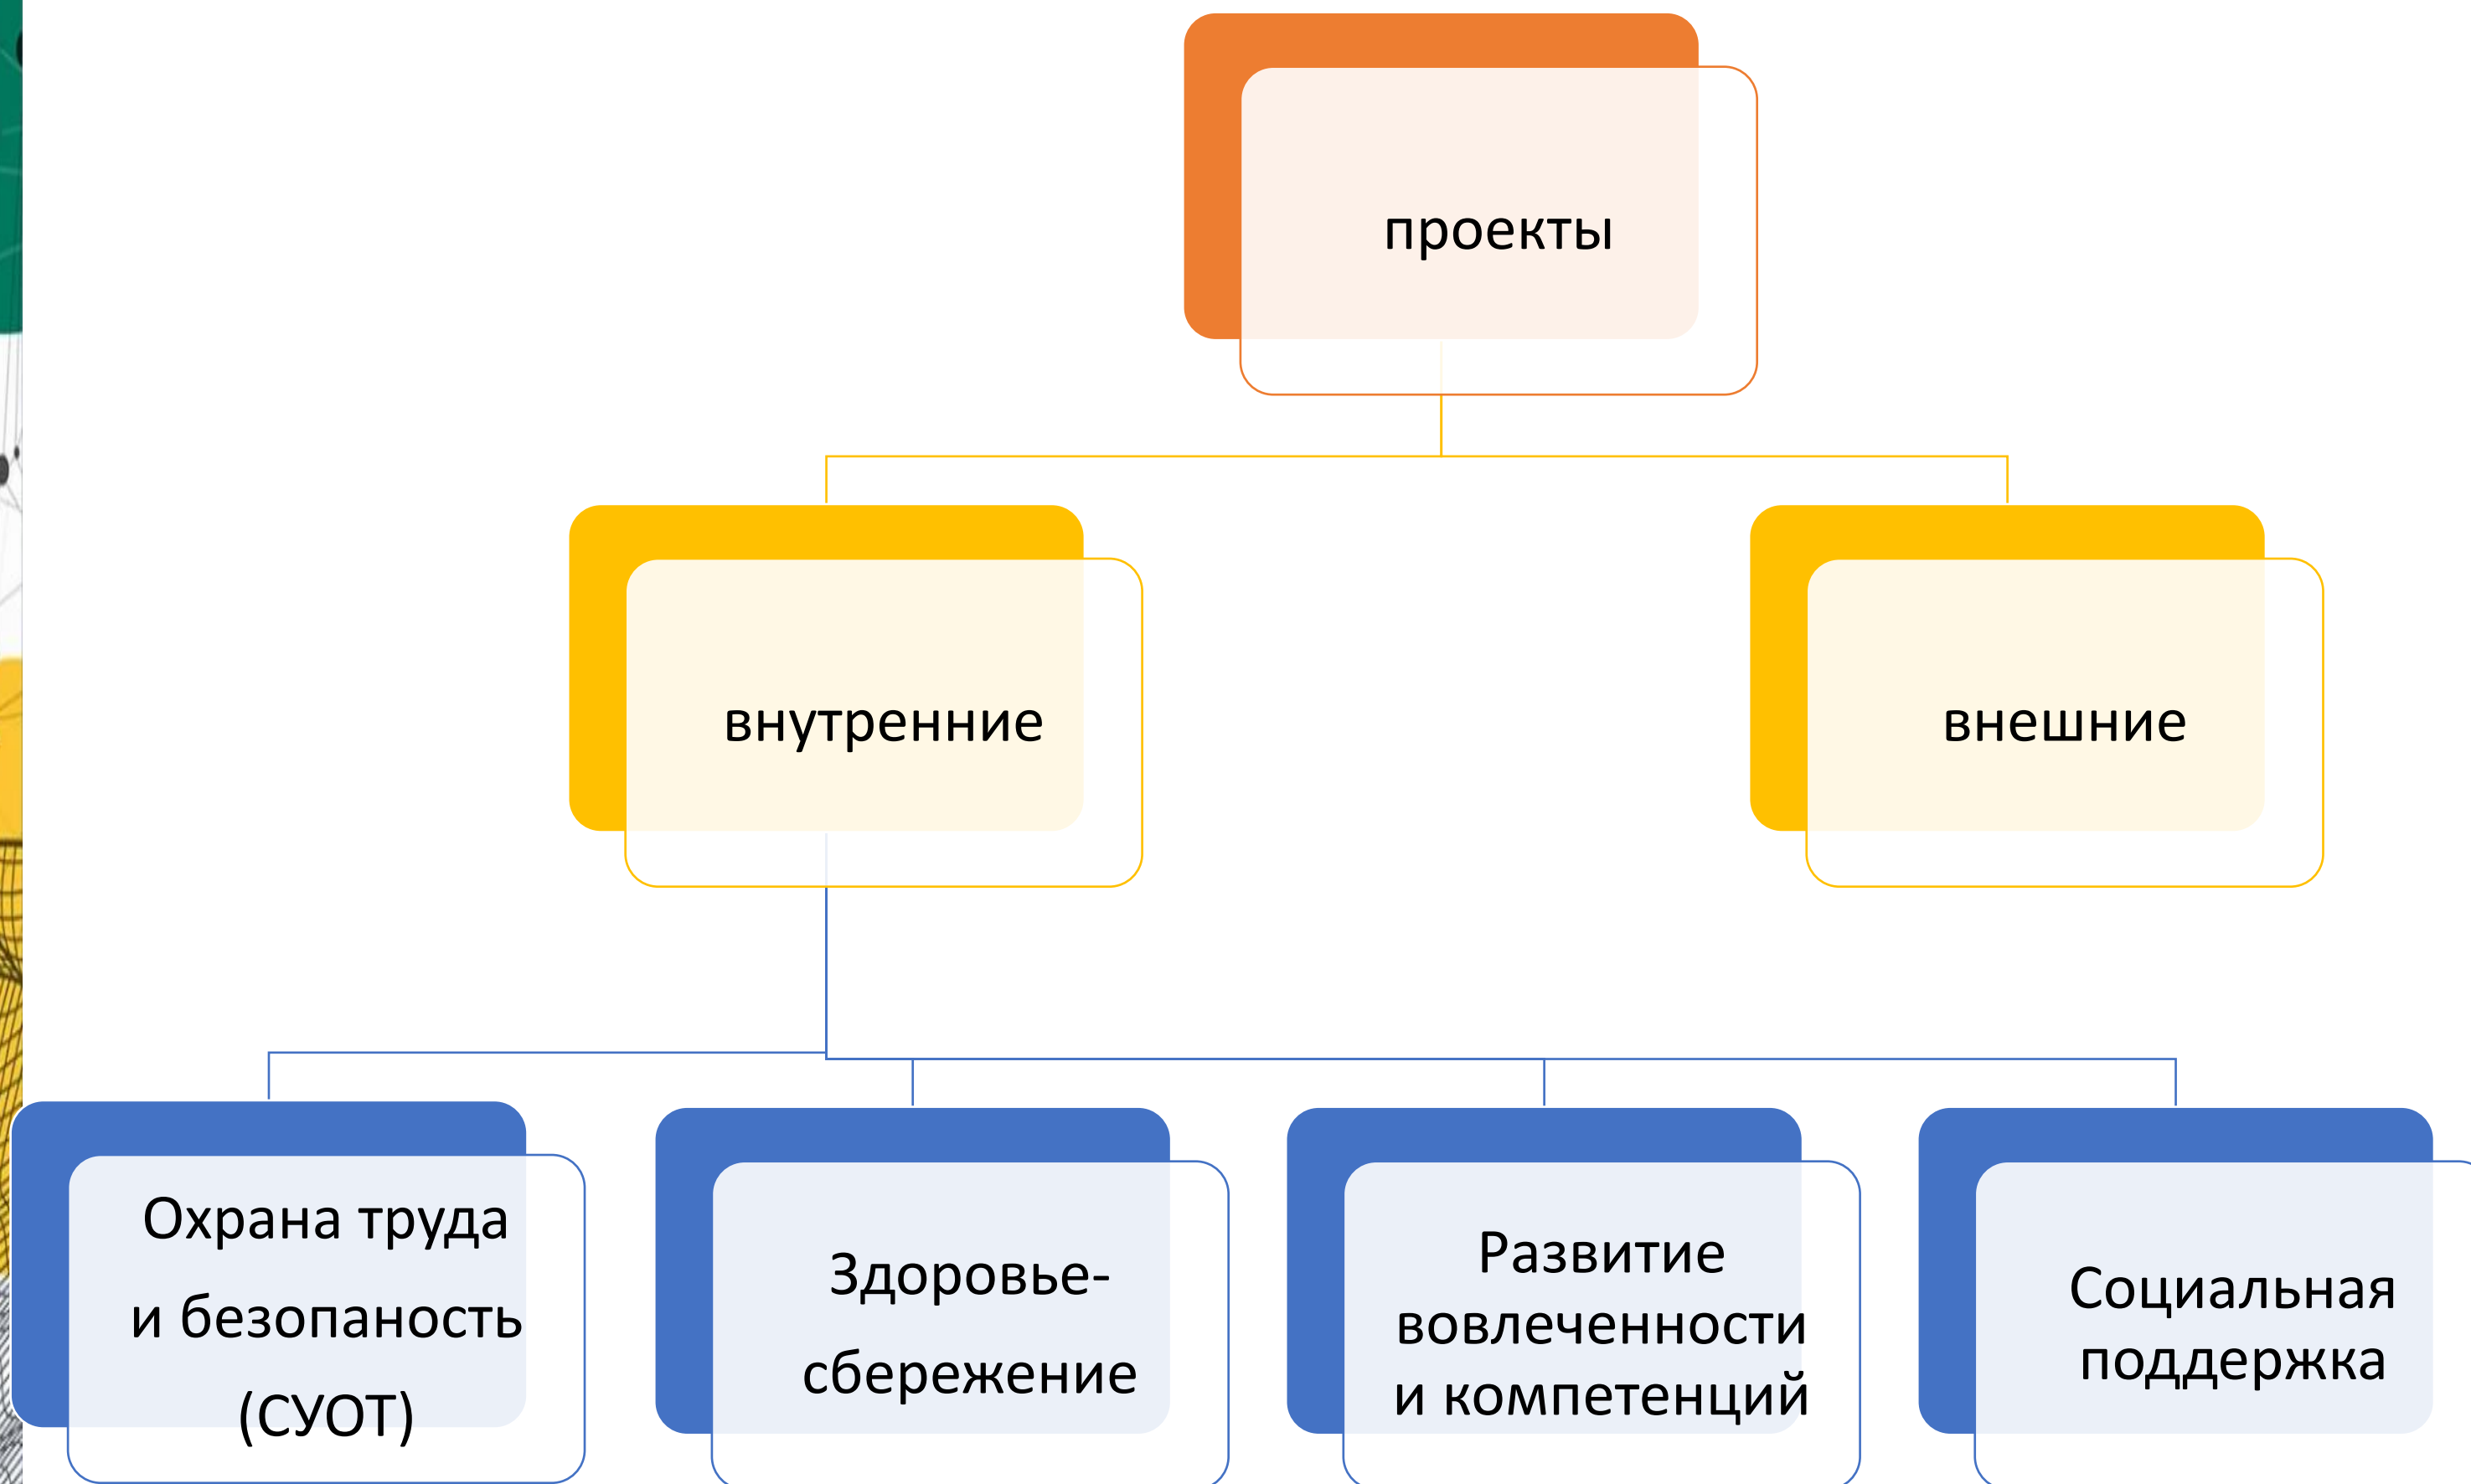 проекты
внутренние
внешние
Охрана труда
и безопаность
(СУОТ)
Здоровье-
сбережение
Развитие
вовлеченности
и компетенций
Социальная
поддержка